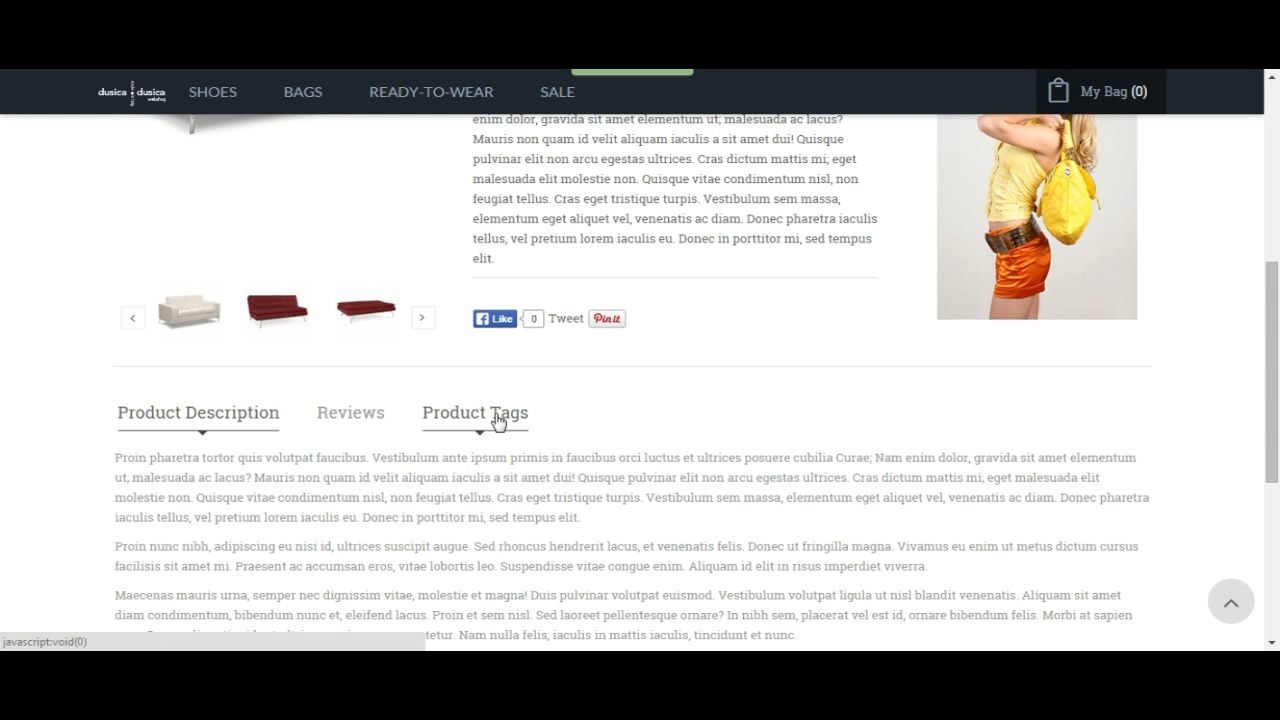 dusica dusica
webshop
SHOES
BAGS
READY-TO-WEAR
SALE
My Bag (0)
enim dolor, gravida sit amet elementum ut; malesuada ac lacus?
Mauris non quam id velit aliquam iaculis a sit amet dui! Quisque
pulvinar elit non arcu egestas ultrices. Cras dictum mattis mi; eget
malesuada elit molestie non. Quisque vitae condimentum nisl, non
feugiat tellus. Cras eget tristique turpis. Vestibulum sem massa,
elementum eget aliquet vel, venenatis ac diam. Donec pharetra iaculis
tellus, vel pretium lorem iaculis eu. Donec in porttitor mi, sed tempus
elit.
Like
0
Tweet
Pin it
Product Description
Reviews
Product Tags
Proin pharetra tortor quis volutpat faucibus. Vestibulum ante ipsum primis in faucibus orci luctus et ultrices posuere cubilia Curae; Nam enim dolor, gravida sit amet elementum
ut; malesuada ac lacus? Mauris non quam id velit aliquam iaculis a sit amet dui! Quisque pulvinar elit non arcu egestas ultrices. Cras dictum mattis mi; eget malesuada elit
molestie non. Quisque vitae condimentum nisl, non feugiat tellus. Cras eget tristique turpis. Vestibulum sem massa, elementum eget aliquet vel, venenatis ac diam. Donec pharetra
iaculis tellus, vel pretium lorem iaculis eu. Donec in porttitor mi, sed tempus elit.
Proin nunc nibh, adipiscing eu nisi id, ultrices suscipit augue. Sed rhoncus hendrerit lacus, et venenatis felis. Donec ut fringilla magna. Vivamus eu enim ut metus dictum cursus
facilisis sit amet mi. Praesent ac accumsan eros, vitae lobortis leo. Suspendisse vitae congue enim. Aliquam id elit in risus imperdiet viverra.
Maecenas mauris urna, semper nec dignissim vitae, molestie et magna! Duis pulvinar volutpat euismod. Vestibulum volutpat ligula ut nisl blandit venenatis. Aliquam sit amet
diam condimentum, bibendum nunc et, eleifend lacus. Proin et sem nisl. Sed laoreet pellentesque ornare? In nibh sem, placerat vel est id, ornare bibendum felis. Morbi at sapien
tetur. Nam nulla felis, iaculis in mattis iaculis, tincidunt et nunc.
javascript:void(0)